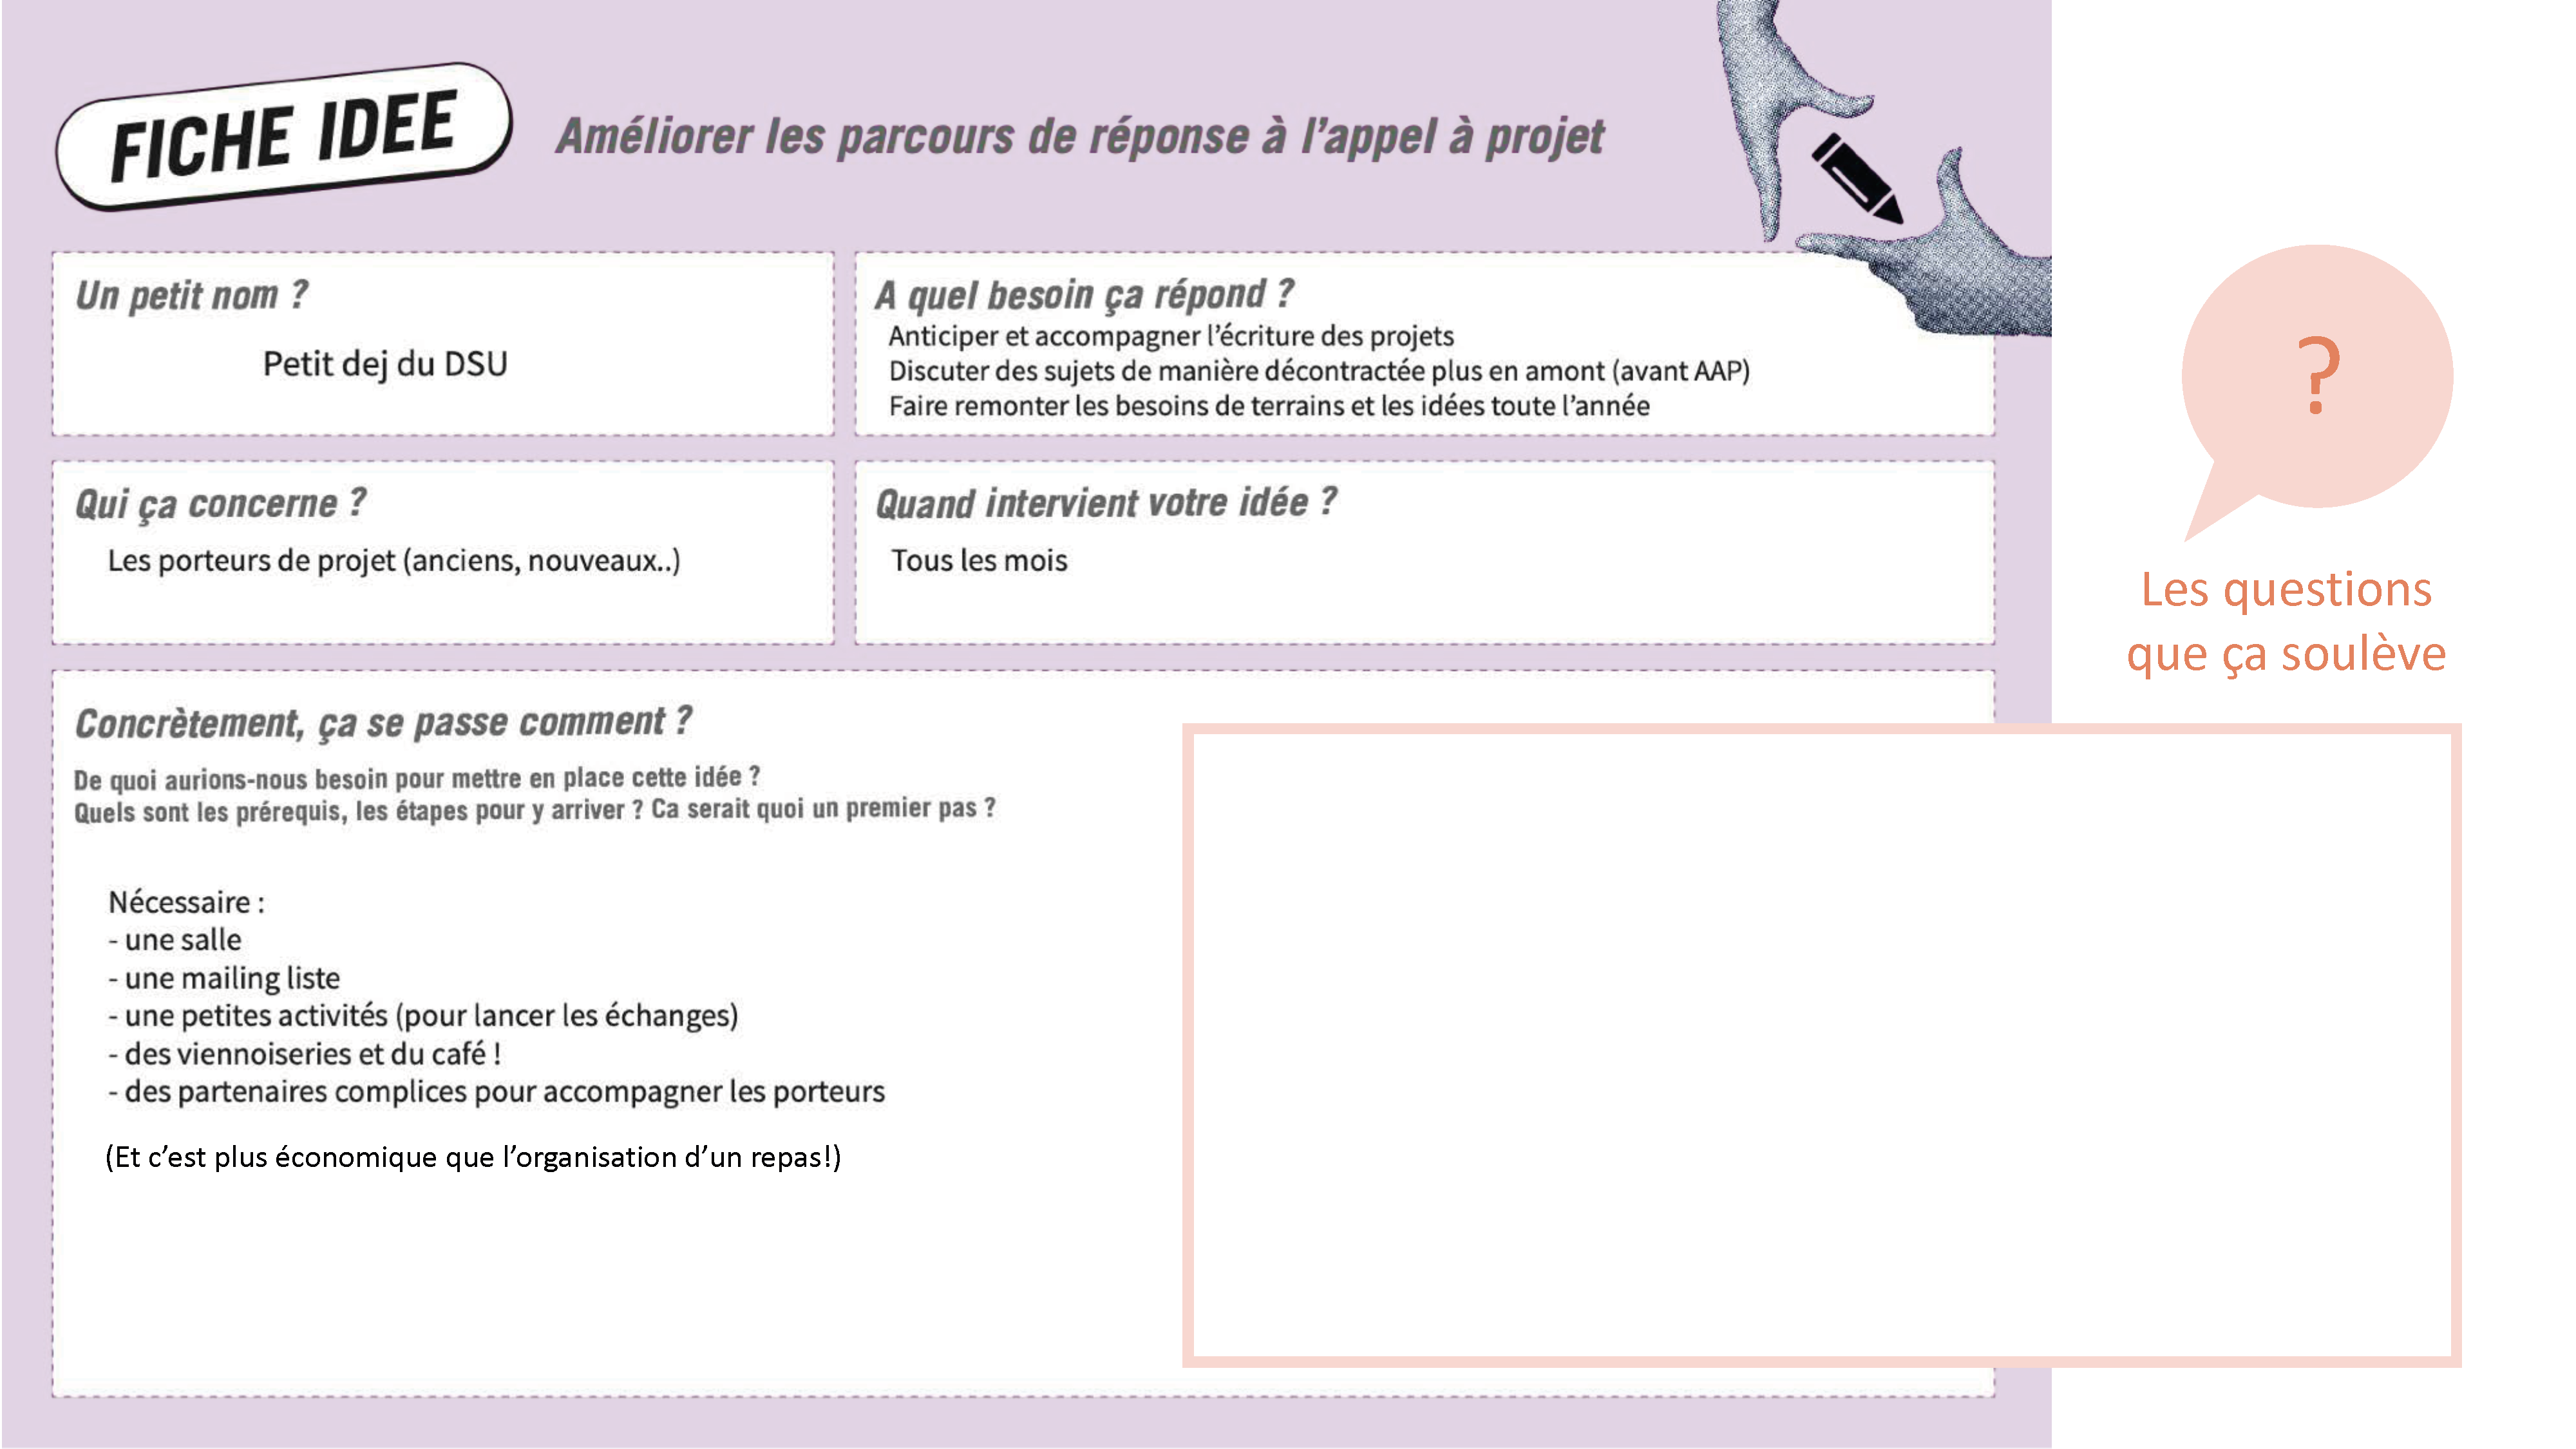 FICHE IDEE
Améliorer les parcours de réponse à l'appel à projet
Un petit nom ?
Petit dej du DSU
A quel besoin ça répond ?
Anticiper et accompagner l'écriture des projets
Discuter des sujets de manière décontractée plus en amont (avant AAP)
Faire remonter les besoins de terrains et les idées toute l'année
Qui ça concerne ?
Les porteurs de projet (anciens, nouveaux..)
Quand intervient votre idée ?
Tous les mois
?
Les questions
que ça soulève
Concrètement, ça se passe comment ?
De quoi aurions-nous besoin pour mettre en place cette idée ?
Quels sont les prérequis, les étapes pour y arriver ? Ca serait quoi un premier pas ?
Nécessaire :
- une salle
- une mailing liste
- une petites activités (pour lancer les échanges)
- des viennoiseries et du café !
- des partenaires complices pour accompagner les porteurs
(Et c'est plus économique que l'organisation d'un repas!)